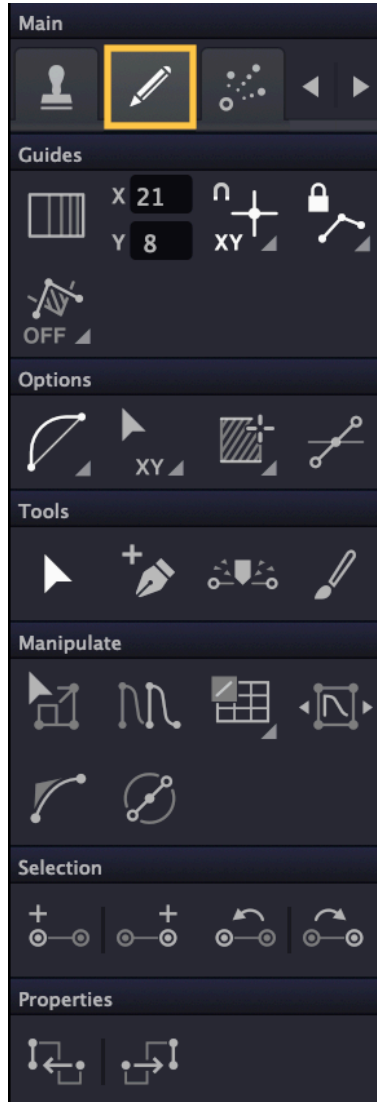 Main
Guides
X 21
Y 8
XY
OFF
Options
XY
Tools
Manipulate
Selection
Properties